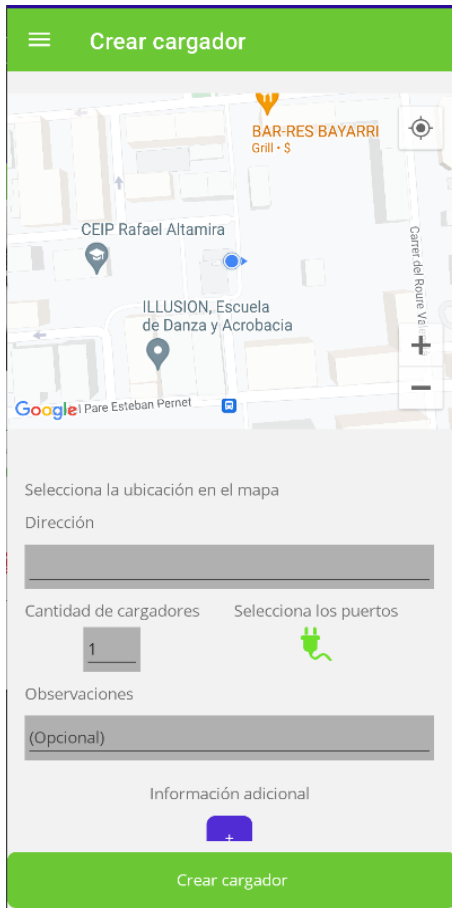 Crear cargador
BAR-RES BAYARRI
Grill • $
CEIP Rafael Altamira
Carrer del Roure Vale
ILLUSION, Escuela
de Danza y Acrobacia
+
−
Google
l Pare Esteban Pernet
Selecciona la ubicación en el mapa
Dirección
Cantidad de cargadores
Selecciona los puertos
1
Observaciones
(Opcional)
Información adicional
+
Crear cargador